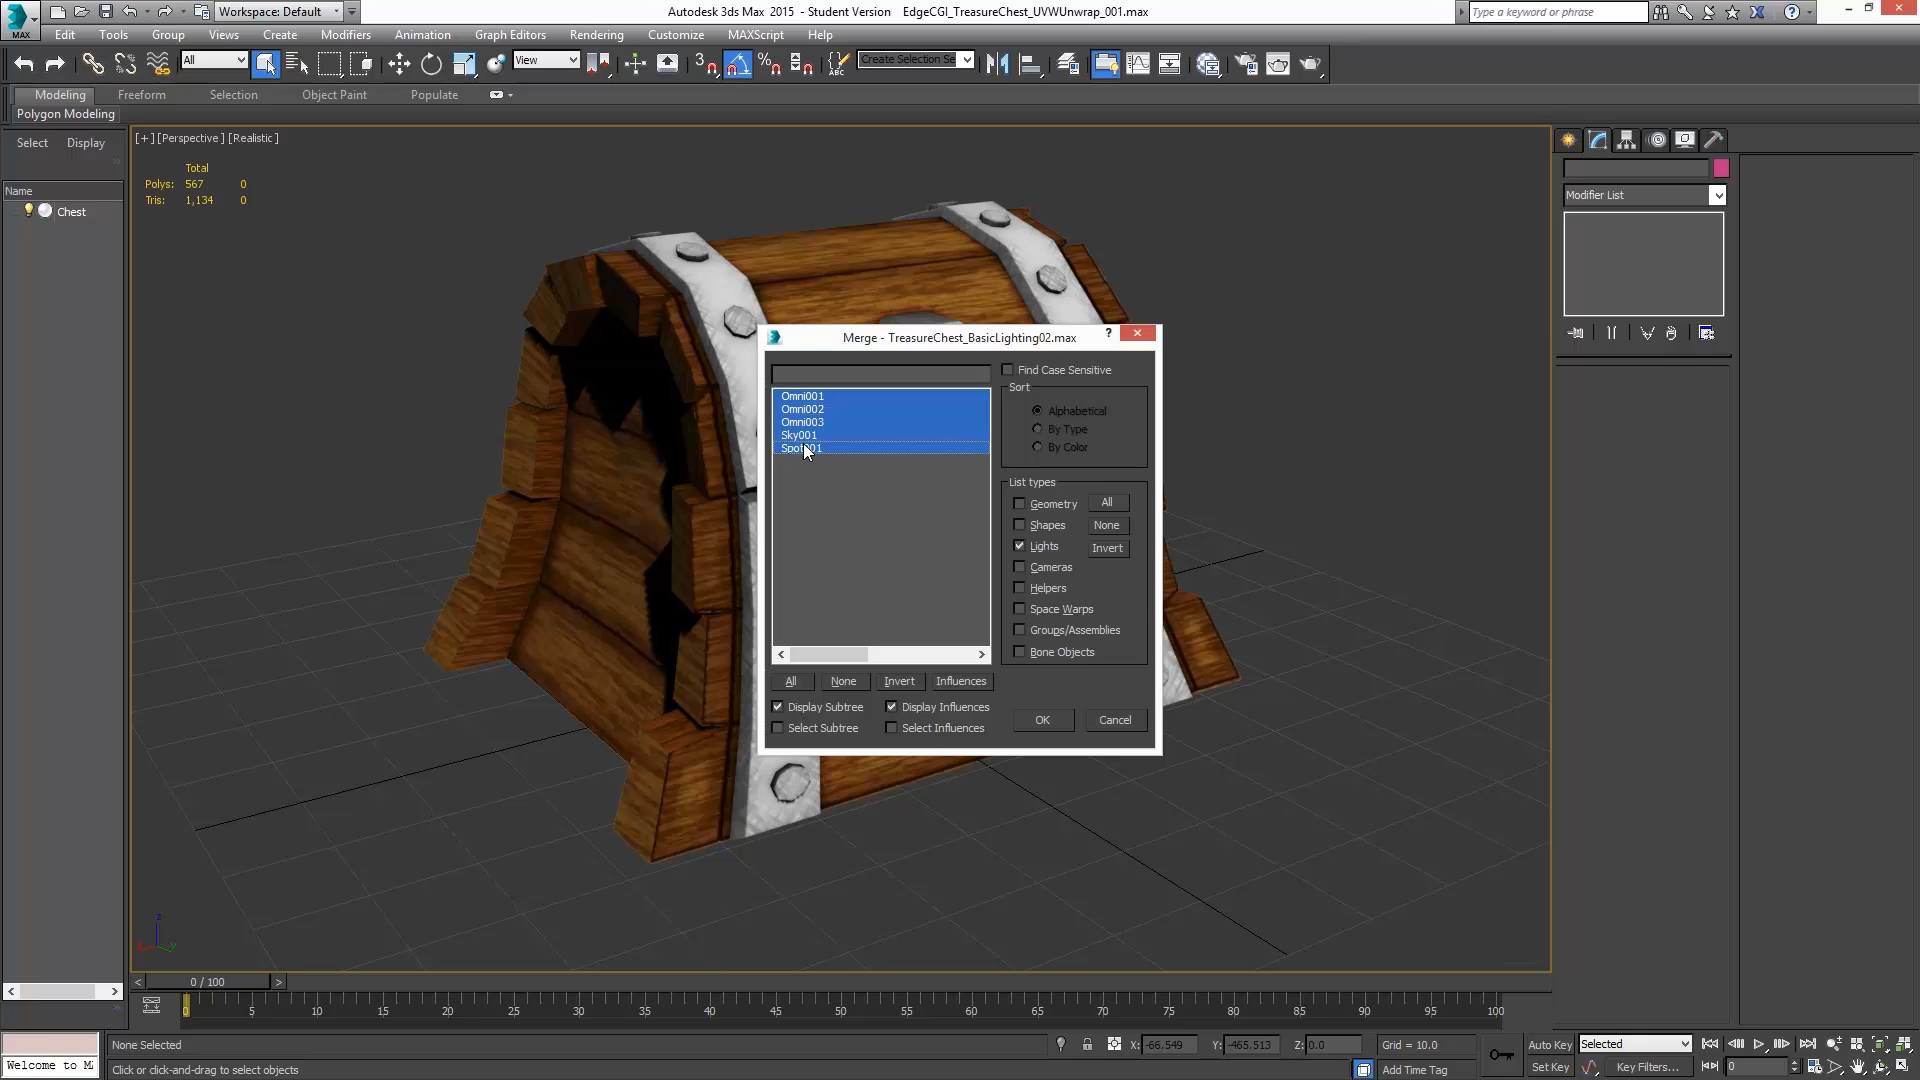 Workspace: Default
Autodesk 3ds Max 2015 - Student Version EdgeCGI_TreasureChest_UVWUnwrap_001.max
Type a keyword or phrase
MAX
Edit Tools Group Views Create Modifiers Animation Graph Editors Rendering Customize MAXScript Help
All
View
3
%
ABC
Create Selection Se
Modeling Freeform Selection Object Paint Populate
Polygon Modeling
Select Display
Name
Chest
[+] [Perspective] [Realistic]
Total
Polys: 567 0
Tris: 1,134 0
Modifier List
Merge - TreasureChest_BasicLighting02.max
?
Omni001
Omni002
Omni003
Sky001
Spot001
Find Case Sensitive
Sort
Alphabetical
By Type
By Color
List types
Geometry All
Shapes None
Lights Invert
Cameras
Helpers
Space Warps
Groups/Assemblies
Bone Objects
All None Invert Influences
Display Subtree Display Influences
Select Subtree Select Influences
OK Cancel
z
y
< 0 / 100 >
0 5 10 15 20 25 30 35 40 45 50 55 60 65 70 75 80 85 90 95 100
None Selected
X: -66.549 Y: -465.513 Z: 0.0 Grid = 10.0
Auto Key Selected
Welcome to M
Click or click-and-drag to select objects
Add Time Tag
Set Key Key Filters... 0